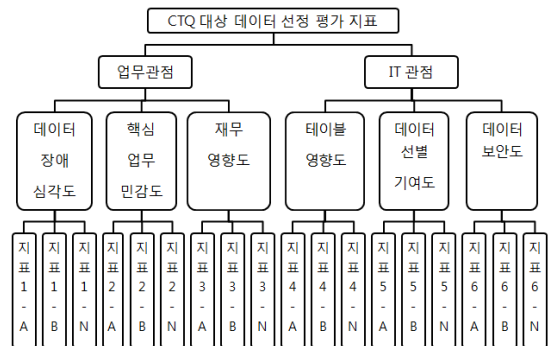 CTQ 대상 데이터 선정 평가 지표
업무관점
IT 관점
데이터
장애
심각도
핵심
업무
민감도
재무
영향도
테이블
영향도
데이터
선별
기여도
데이터
보안도
지표1-A
지표1-B
지표1-N
지표2-A
지표2-B
지표2-N
지표3-A
지표3-B
지표3-N
지표4-A
지표4-B
지표4-N
지표5-A
지표5-B
지표5-N
지표6-A
지표6-B
지표6-N